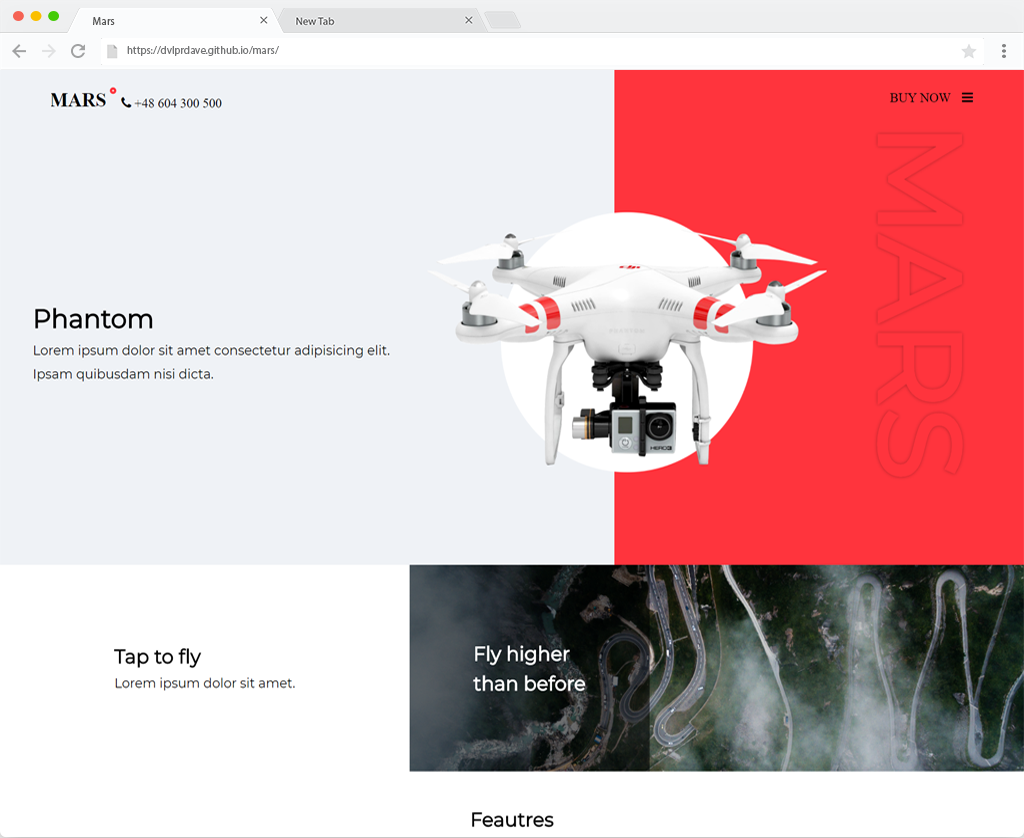 Mars
New Tab
https://dvlprdave.github.io/mars/
MARS
+48 604 300 500
BUY NOW
MARS
Phantom
Lorem ipsum dolor sit amet consectetur adipisicing elit.
Ipsam quibusdam nisi dicta.
dji
HERO3
Tap to fly
Lorem ipsum dolor sit amet.
Fly higher
than before
Feautres